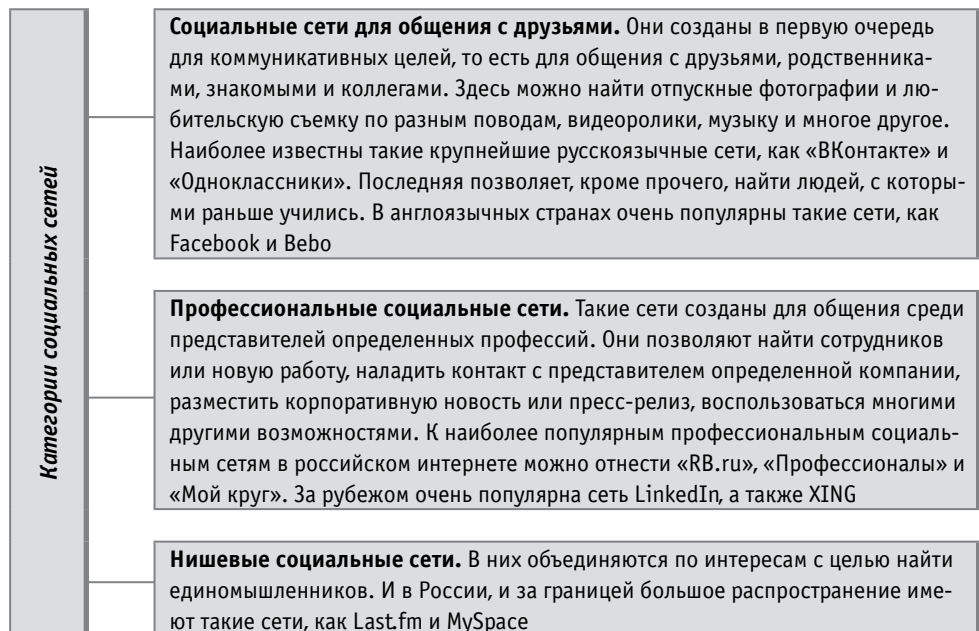 Категории социальных сетей
Социальные сети для общения с друзьями. Они созданы в первую очередь
для коммуникативных целей, то есть для общения с друзьями, родственника-
ми, знакомыми и коллегами. Здесь можно найти отпускные фотографии и лю-
бительскую съемку по разным поводам, видеоролики, музыку и многое другое.
Наиболее известны такие крупнейшие русскоязычные сети, как «ВКонтакте» и
«Одноклассники». Последняя позволяет, кроме прочего, найти людей, с которы-
ми раньше учились. В англоязычных странах очень популярны такие сети, как
Facebook и Bebo
Профессиональные социальные сети. Такие сети созданы для общения среди
представителей определенных профессий. Они позволяют найти сотрудников
или новую работу, наладить контакт с представителем определенной компании,
разместить корпоративную новость или пресс-релиз, воспользоваться многими
другими возможностями. К наиболее популярным профессиональным социаль-
ным сетям в российском интернете можно отнести «RB.ru», «Профессионалы» и
«Мой круг». За рубежом очень популярна сеть LinkedIn, а также XING
Нишевые социальные сети. В них объединяются по интересам с целью найти
единомышленников. И в России, и за границей большое распространение име-
ют такие сети, как Last.fm и MySpace